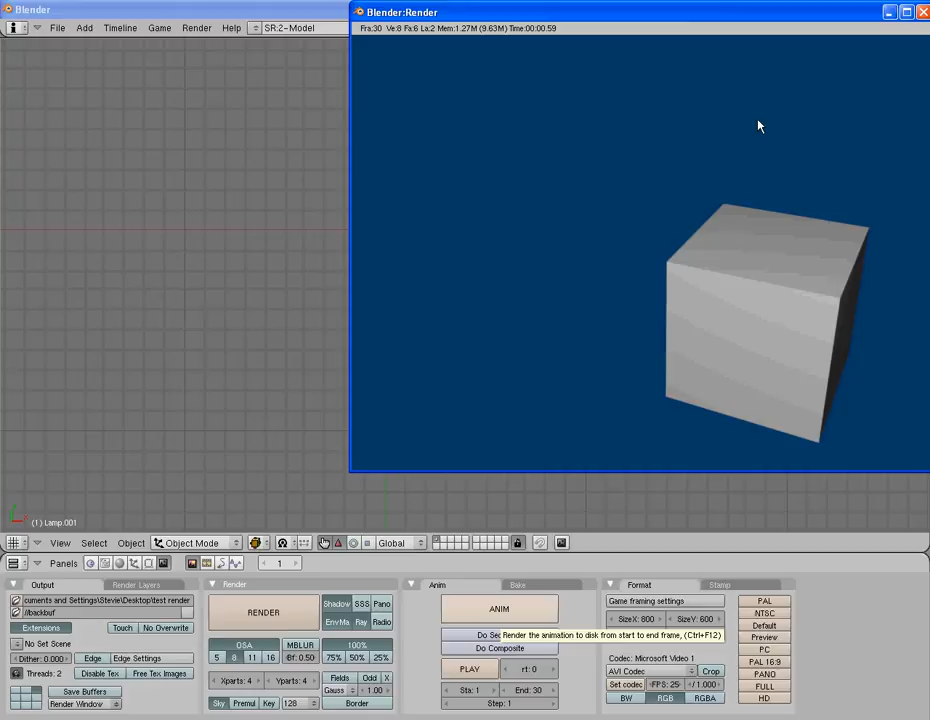 Blender
File Add Timeline Game Render Help SR:2-Model
Blender:Render
Fra:30 Ve:8 Fa:6 La:2 Mem:1.27M (9.63M) Time:00:00.59
(1) Lamp.001
View Select Object Object Mode Global
Panels 1
Output Render Layers
cuments and Settings\Stevie\Desktop\test render
//backbuf
Extensions Touch No Overwrite
No Set Scene
Dither: 0.000 Edge Edge Settings
Threads: 2 Disable Tex Free Tex Images
Save Buffers
Render Window
Render
RENDER
Shadow SSS Pano
EnvMa Ray Radio
OSA MBLUR 100%
5 8 11 16 Bf: 0.50 75% 50% 25%
Xparts: 4 Yparts: 4
Fields Odd X
Gauss 1.00
Sky Premul Key 128 Border
Anim Bake
ANIM
Do Sec
Render the animation to disk from start to end frame, (Ctrl+F12)
Do Composite
PLAY rt: 0
Sta: 1 End: 30
Step: 1
Format Stamp
Game framing settings
SizeX: 800 SizeY: 600
Codec: Microsoft Video 1
AVI Codec Crop
Set codec FPS: 25 / 1.000
BW RGB RGBA
PAL
NTSC
Default
Preview
PC
PAL 16:9
PANO
FULL
HD